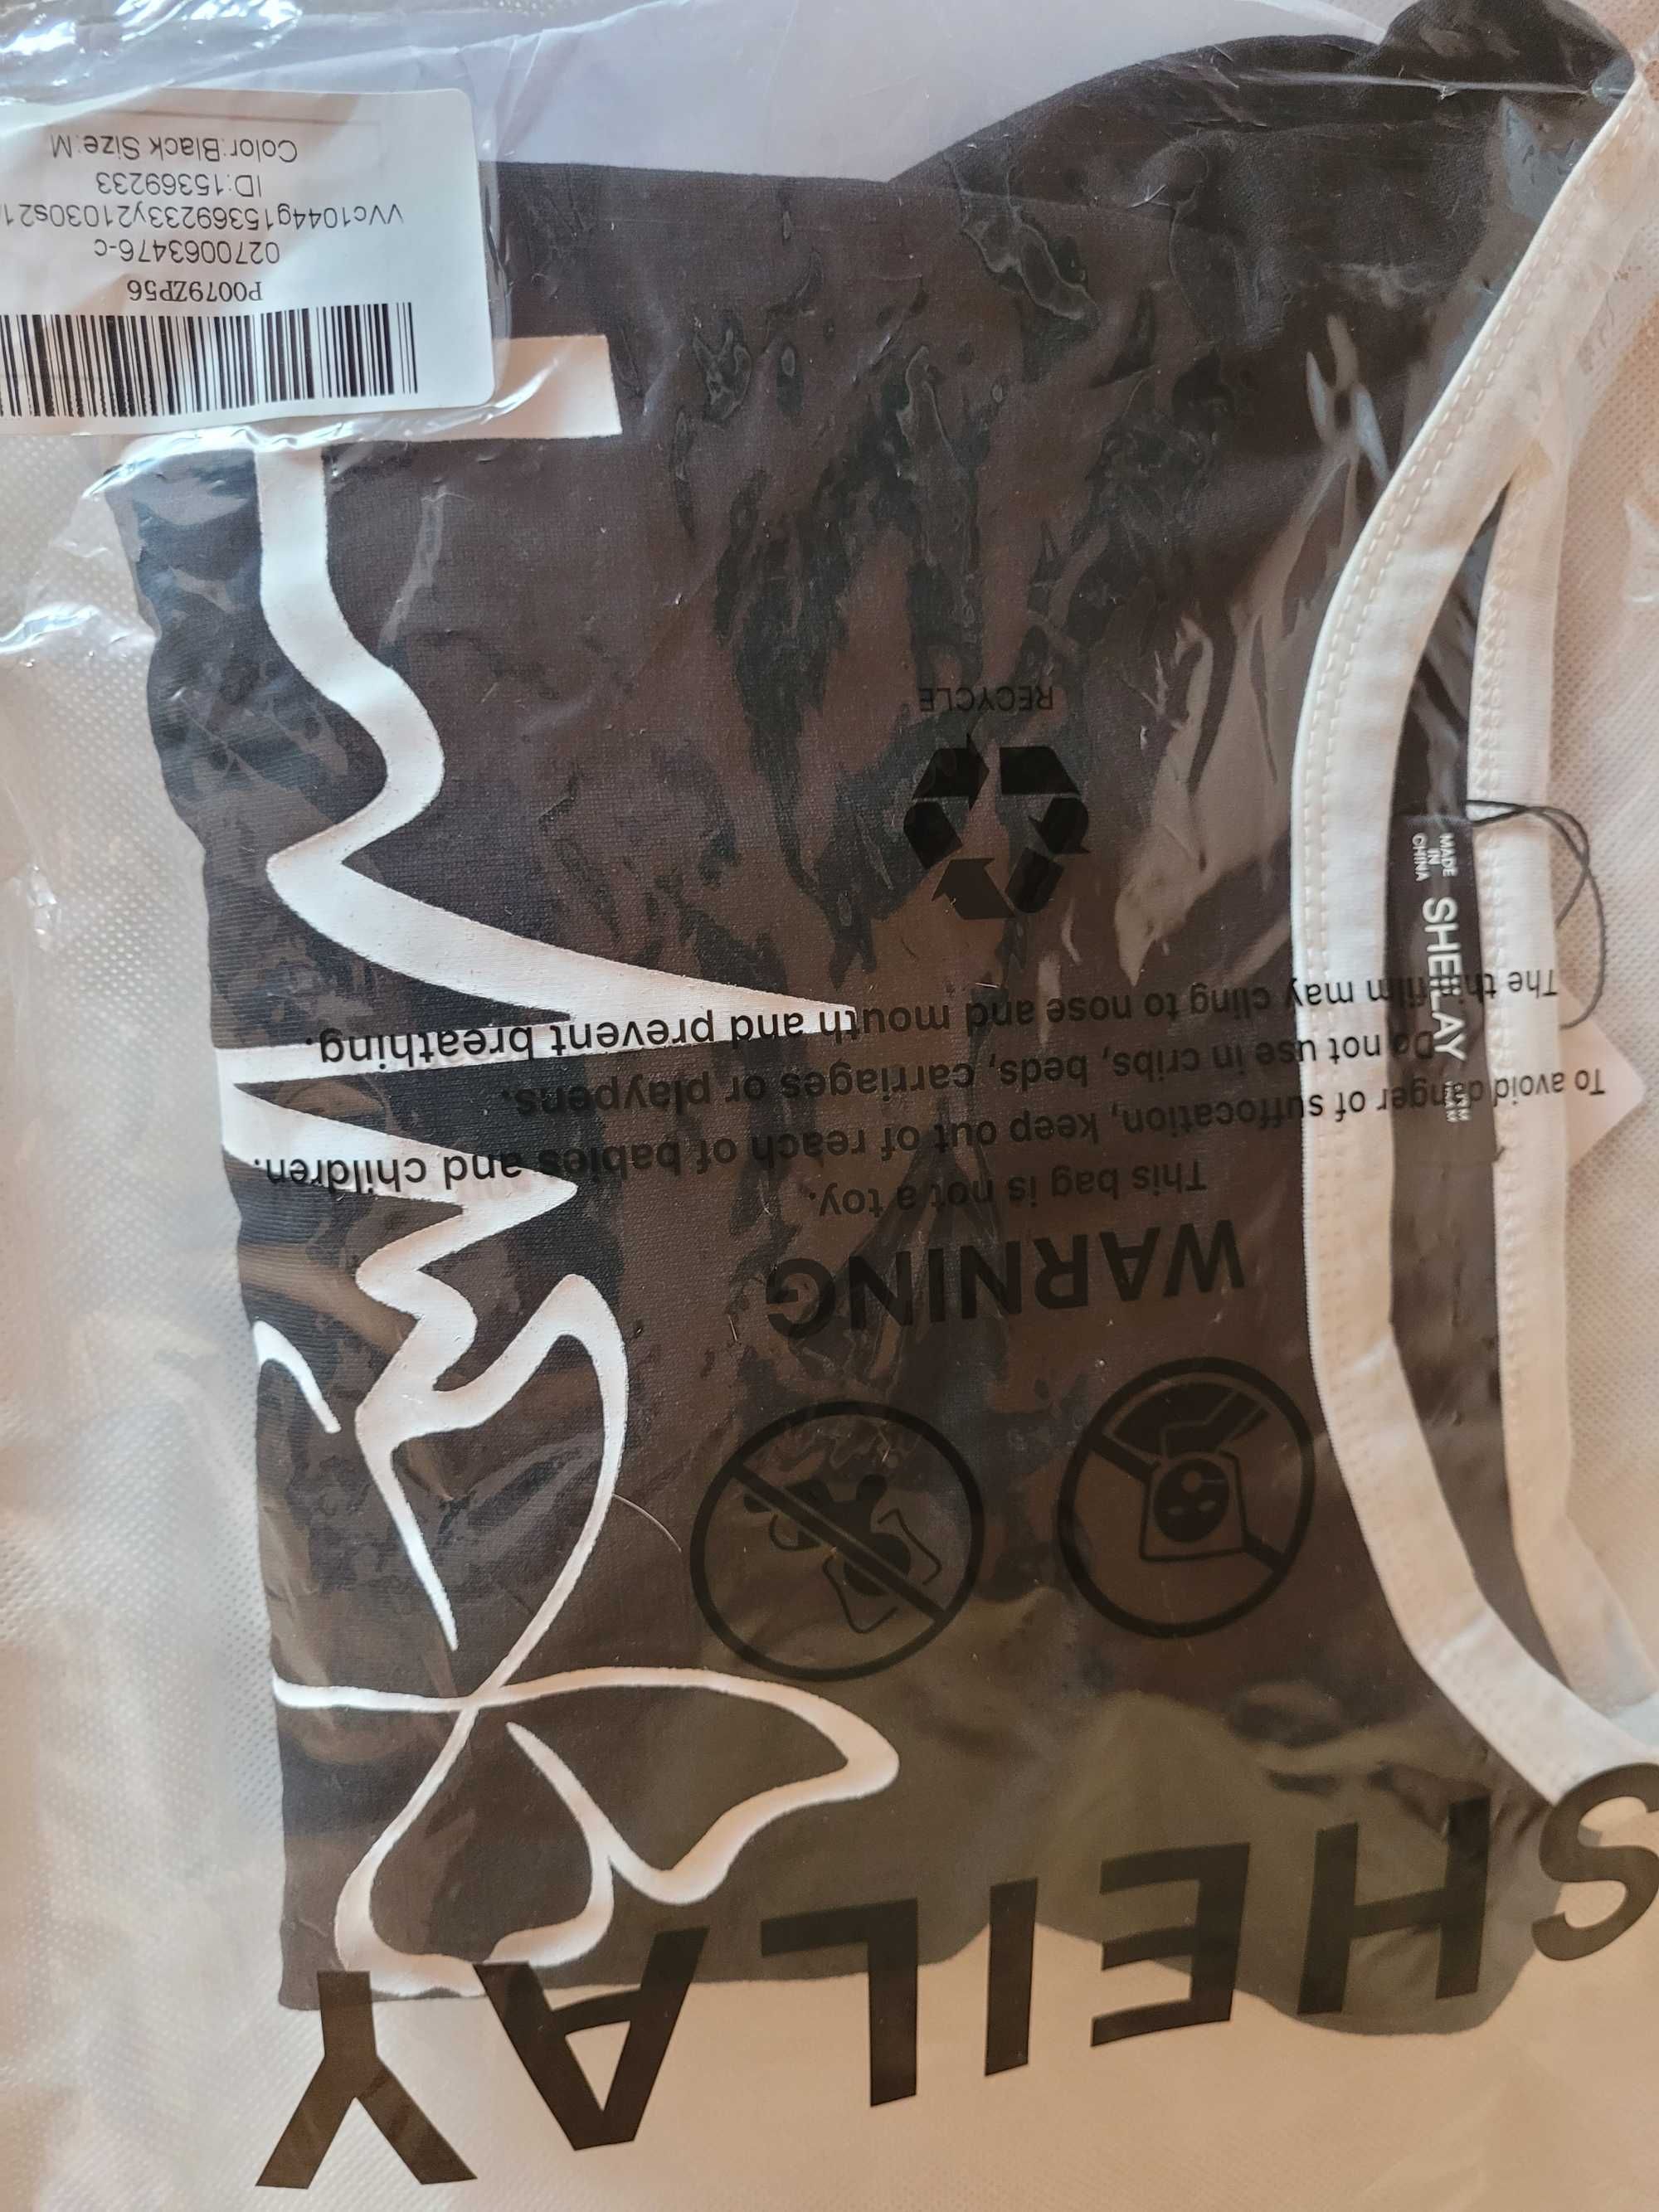 SHEILAY
WARNING
This bag is not a toy.
To avoid danger of suffocation, keep out of reach of babies and children.
Do not use in cribs, beds, carriages or playpens.
The thin film may cling to nose and mouth and prevent breathing.
RECYCLE
MADE
IN
CHINA
SHEILAY
P0079ZP56
0270063476-c
ID:15369233
Color:Black Size:M